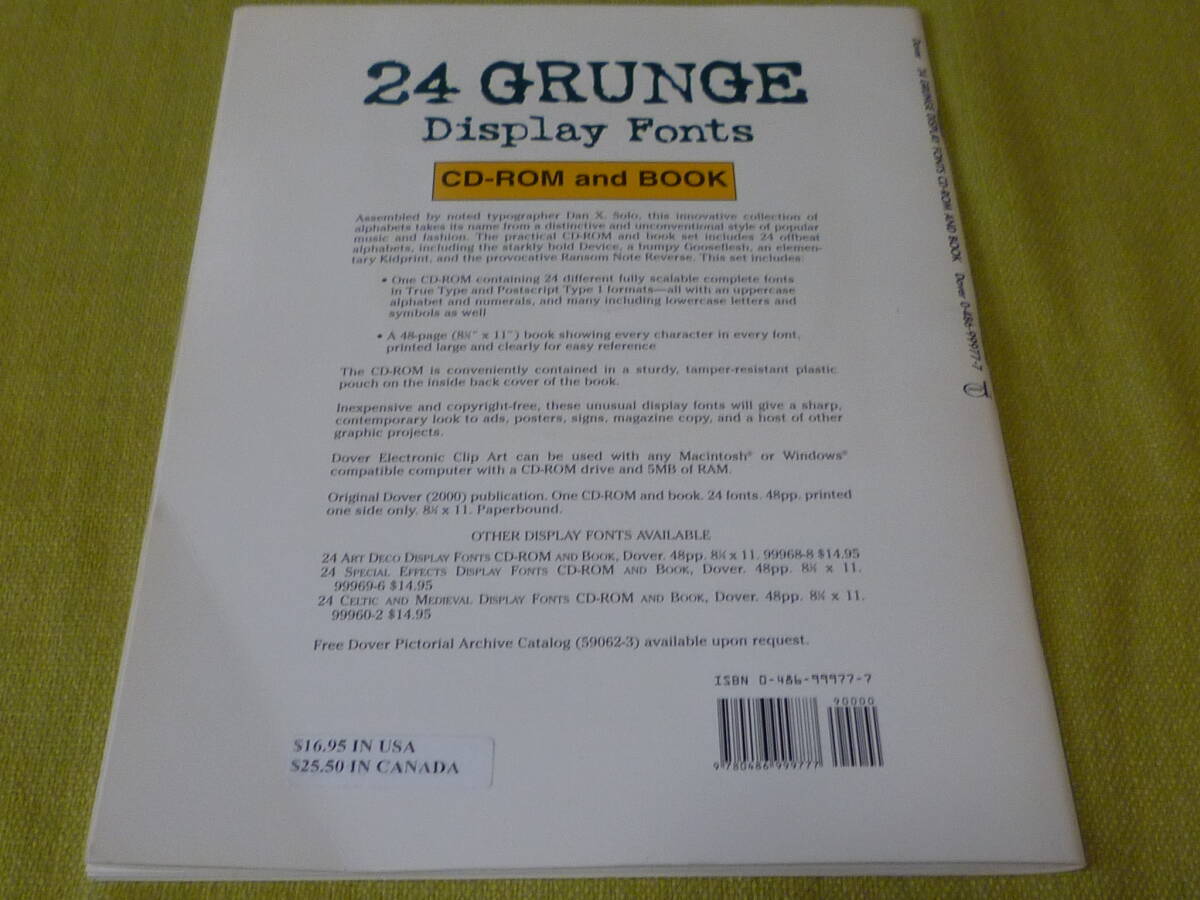 24 GRUNGE
Display Fonts
CD-ROM and BOOK
Assembled by noted typographer Dan X. Solo, this innovative collection of
alphabets takes its name from a distinctive and unconventional style of popular
music and fashion. The practical CD-ROM and book set includes 24 offbeat
alphabets, including the starkly bold Device, a bumpy Gooseflesh, an elemen-
tary Kidprint, and the provocative Ransom Note Reverse. This set includes:
• One CD-ROM containing 24 different fully scalable complete fonts
in True Type and Postscript Type 1 formats—all with an uppercase
alphabet and numerals, and many including lowercase letters and
symbols as well
• A 48-page (8¼" x 11") book showing every character in every font,
printed large and clearly for easy reference
The CD-ROM is conveniently contained in a sturdy, tamper-resistant plastic
pouch on the inside back cover of the book.
Inexpensive and copyright-free, these unusual display fonts will give a sharp,
contemporary look to ads, posters, signs, magazine copy, and a host of other
graphic projects.
Dover Electronic Clip Art can be used with any Macintosh® or Windows®
compatible computer with a CD-ROM drive and 5MB of RAM.
Original Dover (2000) publication. One CD-ROM and book. 24 fonts. 48pp. printed
one side only. 8¼ x 11. Paperbound.
OTHER DISPLAY FONTS AVAILABLE
24 ART DECO DISPLAY FONTS CD-ROM AND BOOK, Dover. 48pp. 8¼ x 11. 99968-8 $14.95
24 SPECIAL EFFECTS DISPLAY FONTS CD-ROM AND BOOK, Dover. 48pp. 8¼ x 11.
99969-6 $14.95
24 CELTIC AND MEDIEVAL DISPLAY FONTS CD-ROM AND BOOK, Dover. 48pp. 8¼ x 11.
99960-2 $14.95
Free Dover Pictorial Archive Catalog (59062-3) available upon request.
ISBN 0-486-99977-7
90000
9 780486 999777
$16.95 IN USA
$25.50 IN CANADA
Dover 24 GRUNGE DISPLAY FONTS CD-ROM AND BOOK Dover 0-486-99977-7